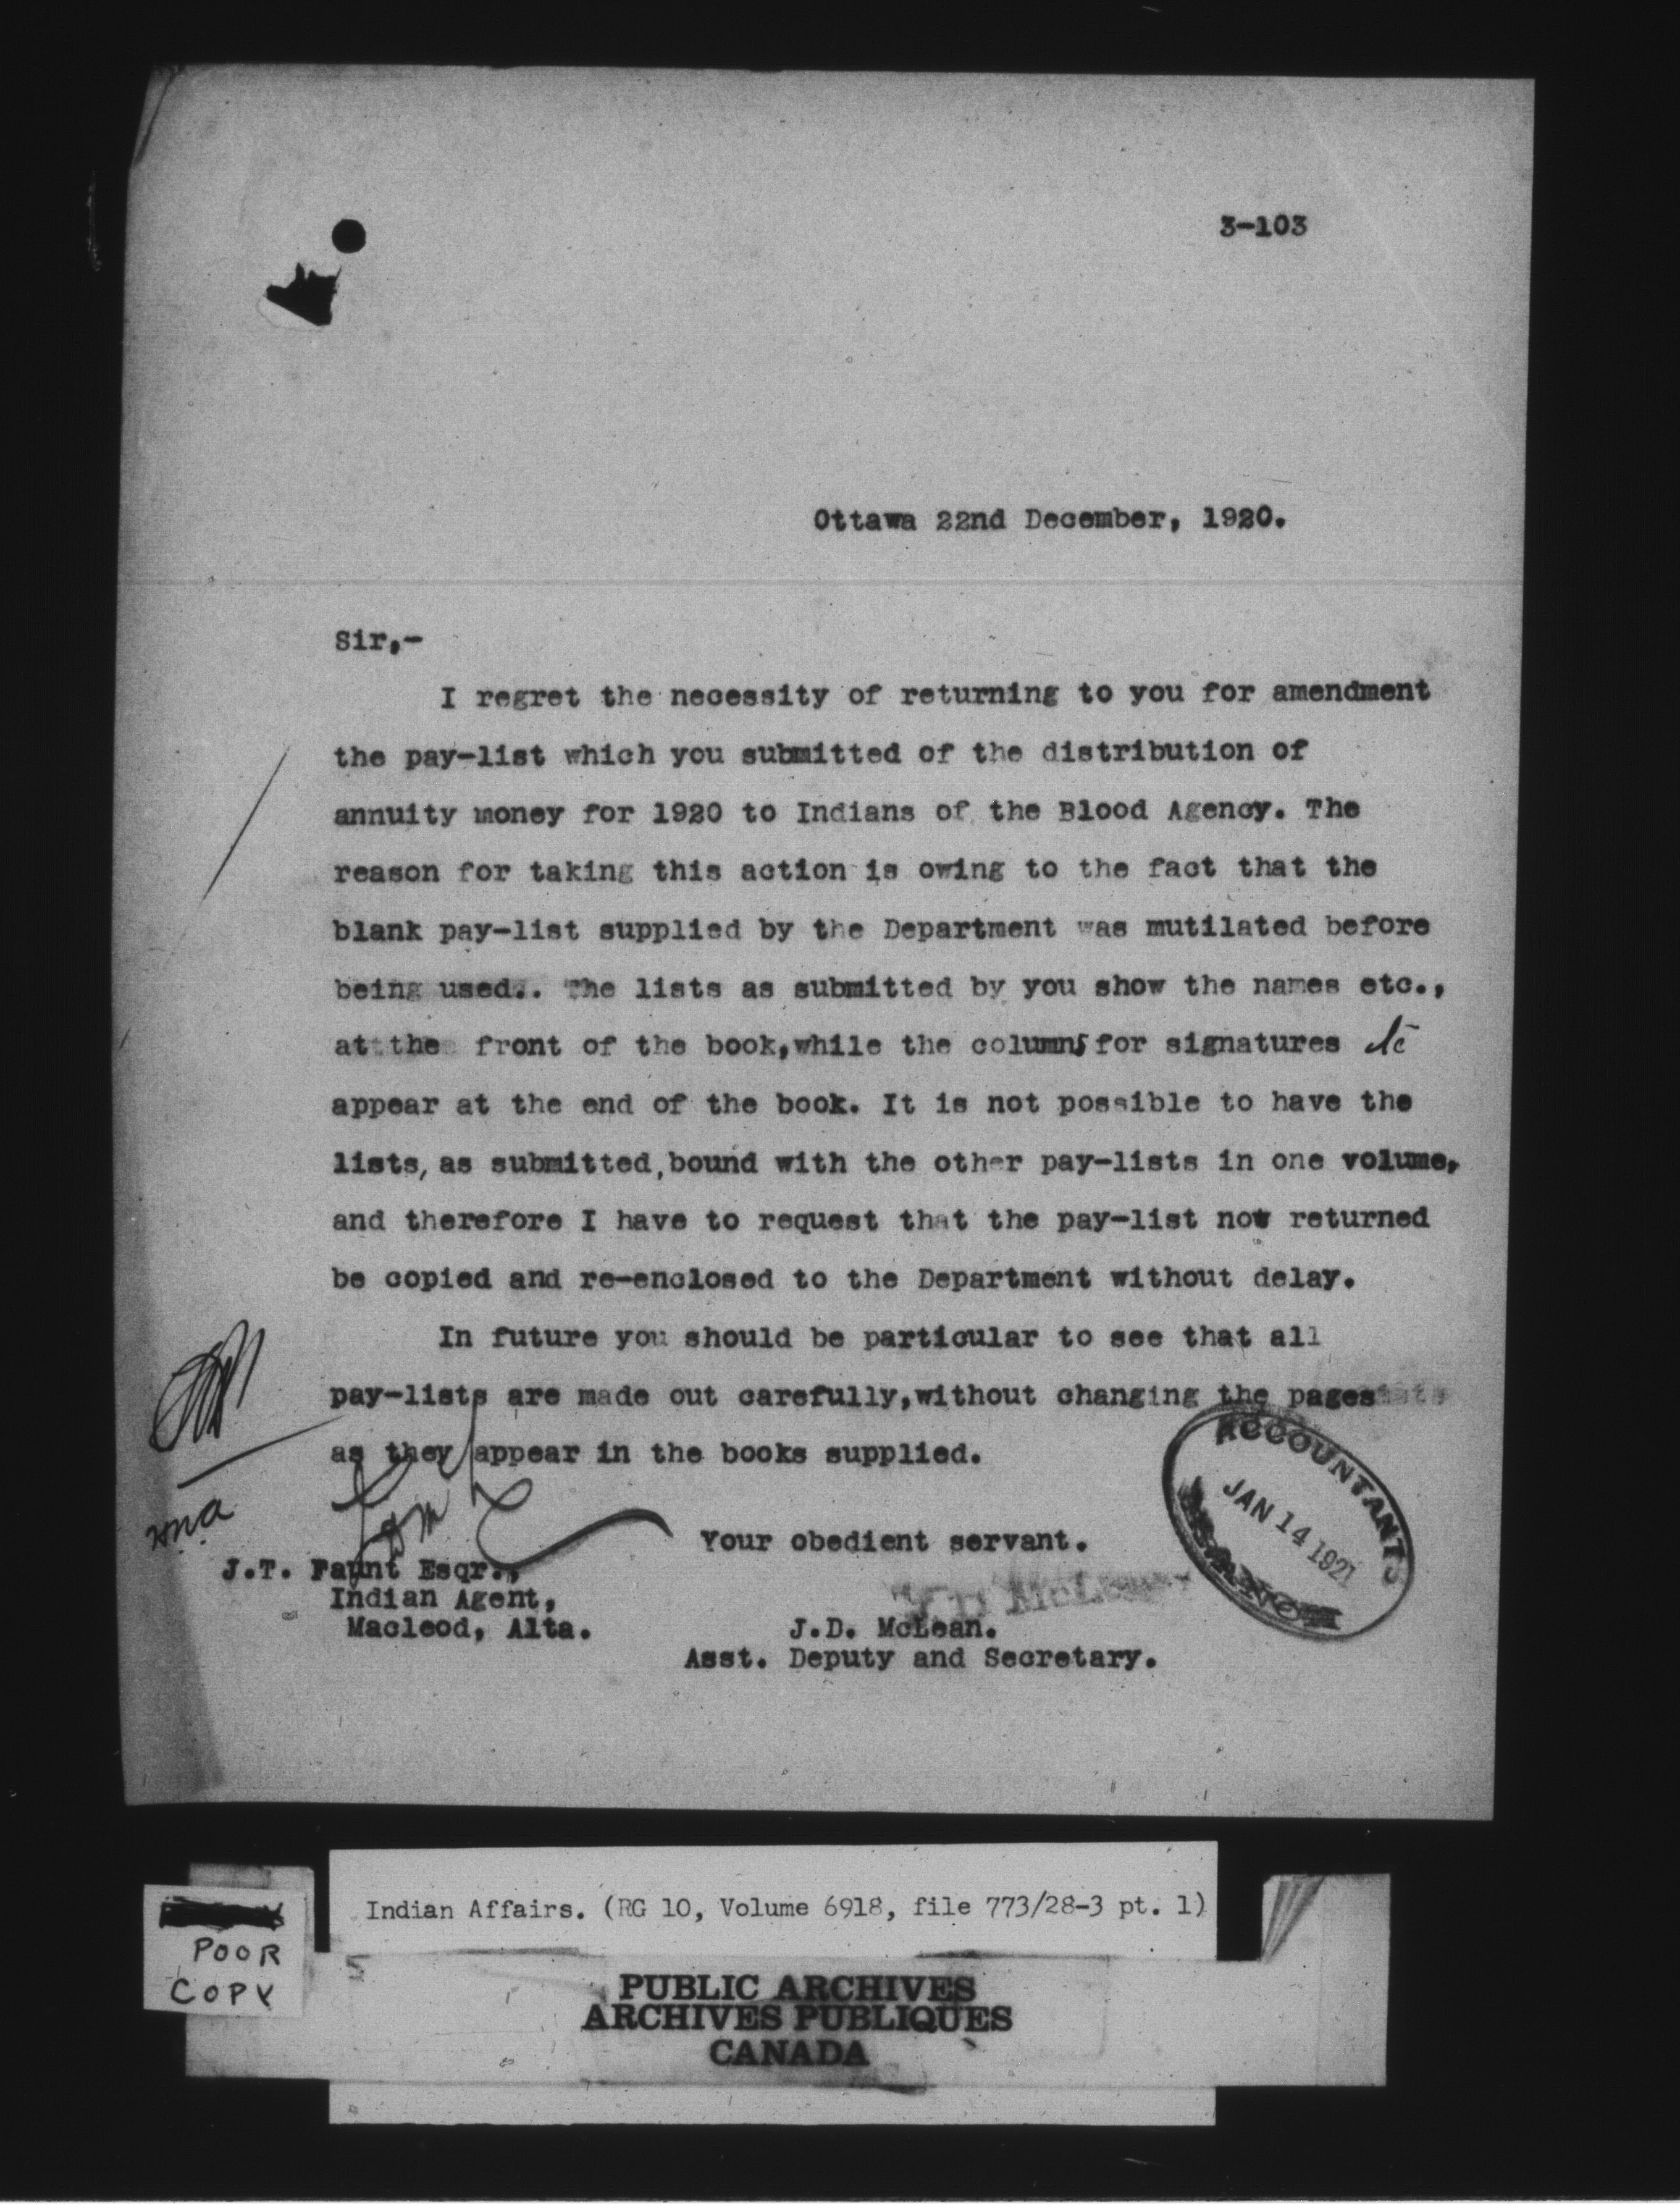 3-103
Ottawa 22nd December, 1920.
Sir,-
I regret the necessity of returning to you for amendment
the pay-list which you submitted of the distribution of
annuity money for 1920 to Indians of the Blood Agency. The
reason for taking this action is owing to the fact that the
blank pay-list supplied by the Department was mutilated before
being used.. The lists as submitted by you show the names etc.,
at the front of the book,while the columns for signatures etc
appear at the end of the book. It is not possible to have the
lists, as submitted, bound with the other pay-lists in one volume,
and therefore I have to request that the pay-list now returned
be copied and re-enclosed to the Department without delay.
In future you should be particular to see that all
pay-lists are made out carefully,without changing the pages
as they appear in the books supplied.
Your obedient servant.
J.T. Faunt Esqr.,
Indian Agent,
Macleod, Alta.
J.D. McLean
J.D. McLean.
Asst. Deputy and Secretary.
ACCOUNTANTS
JAN 14 1921
Indian Affairs. (RG 10, Volume 6918, file 773/28-3 pt. 1)
POOR
COPY
PUBLIC ARCHIVES
ARCHIVES PUBLIQUES
CANADA